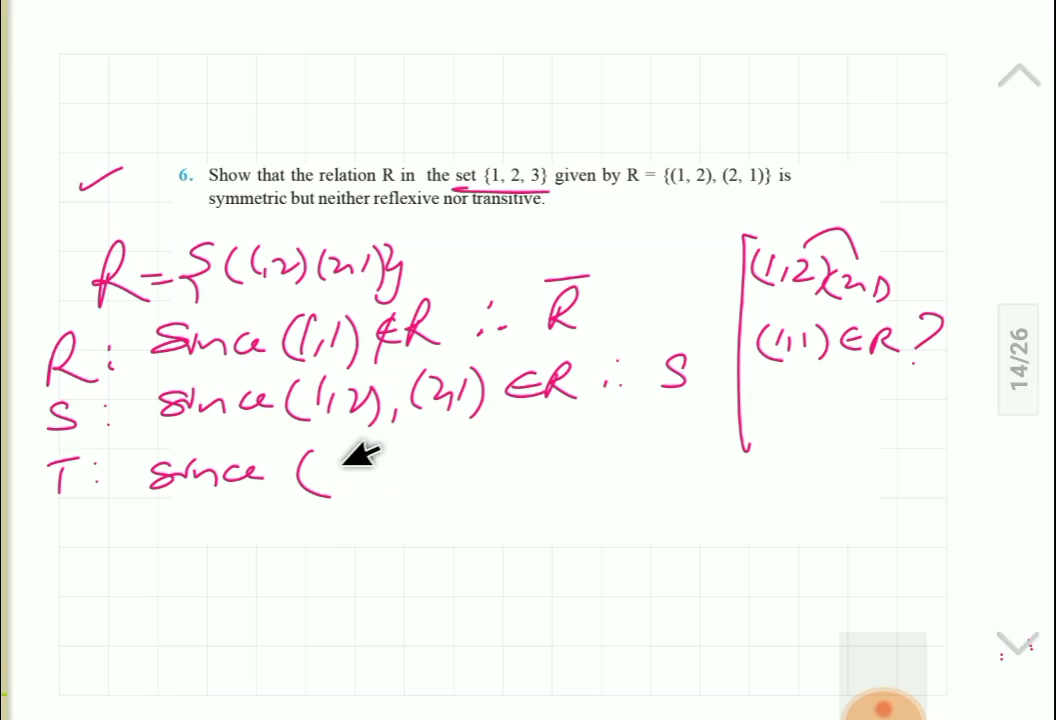 6. Show that the relation R in the set {1, 2, 3} given by R = {(1, 2), (2, 1)} is
symmetric but neither reflexive nor transitive.
R = {(1,2)(2,1)}
R: Since (1,1) ∉ R ∴ R̅
S: since (1,2), (2,1) ∈ R ∴ S
T: since (
(1,2)(2,1)
(1,1) ∈ R ?
14/26